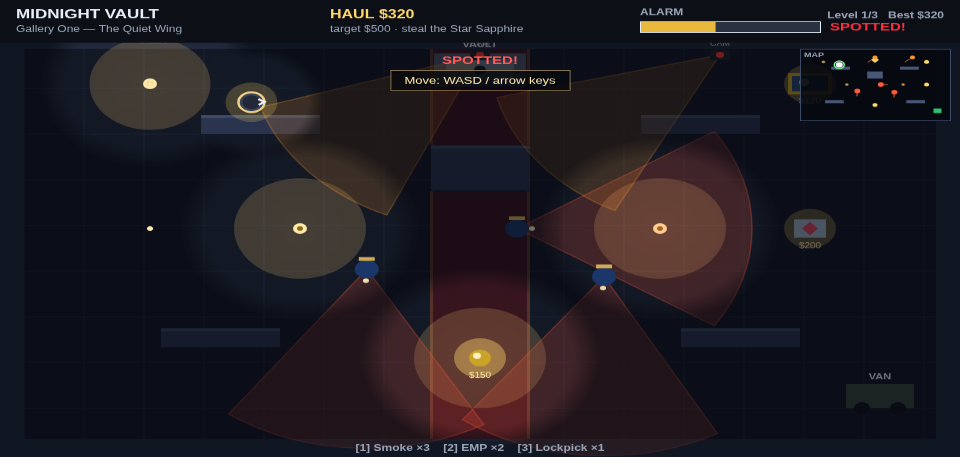 MIDNIGHT VAULT
Gallery One — The Quiet Wing
HAUL $320
target $500 · steal the Star Sapphire
ALARM
Level 1/3 Best $320
SPOTTED!
VAULT
SPOTTED!
Move: WASD / arrow keys
CAM
MAP
$200
$150
VAN
[1] Smoke ×3 [2] EMP ×2 [3] Lockpick ×1